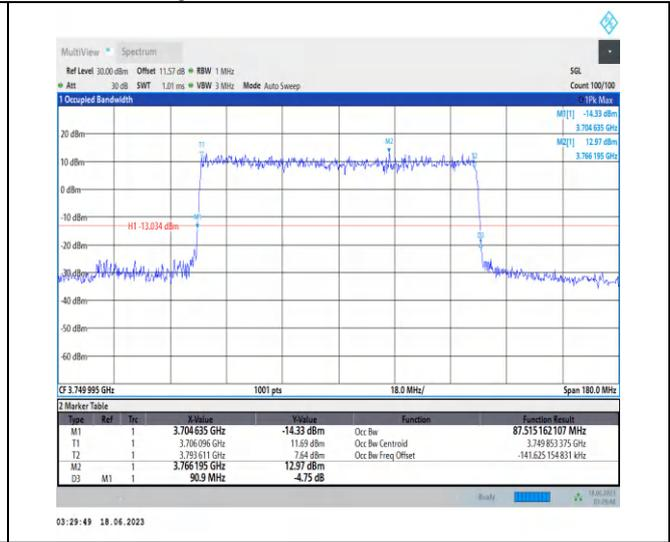 MultiView Spectrum
Ref Level 30.00 dBm Offset 11.57 dB RBW 1 MHz SGL
Att 30 dB SWT 1.01 ms VBW 3 MHz Mode Auto Sweep Count 100/100
1 Occupied Bandwidth 1Pk Max
M1[1] -14.33 dBm
3.704 635 GHz
M2[1] 12.97 dBm
3.766 195 GHz
20 dBm
T1 M2
10 dBm T2
0 dBm
-10 dBm M1
H1 -13.034 dBm
-20 dBm D3
-30 dBm
-40 dBm
-50 dBm
-60 dBm
CF 3.749 995 GHz 1001 pts 18.0 MHz/ Span 180.0 MHz
2 Marker Table
Type Ref Trc X-Value Y-Value Function Function Result
M1 1 3.704 635 GHz -14.33 dBm Occ Bw 87.515 162 107 MHz
T1 1 3.706 096 GHz 11.69 dBm Occ Bw Centroid 3.749 853 375 GHz
T2 1 3.793 611 GHz 7.64 dBm Occ Bw Freq Offset -141.625 154 831 kHz
M2 1 3.766 195 GHz 12.97 dBm
D3 M1 1 90.9 MHz -4.75 dB
Ready 18.06.2023
03:29:49 18.06.2023